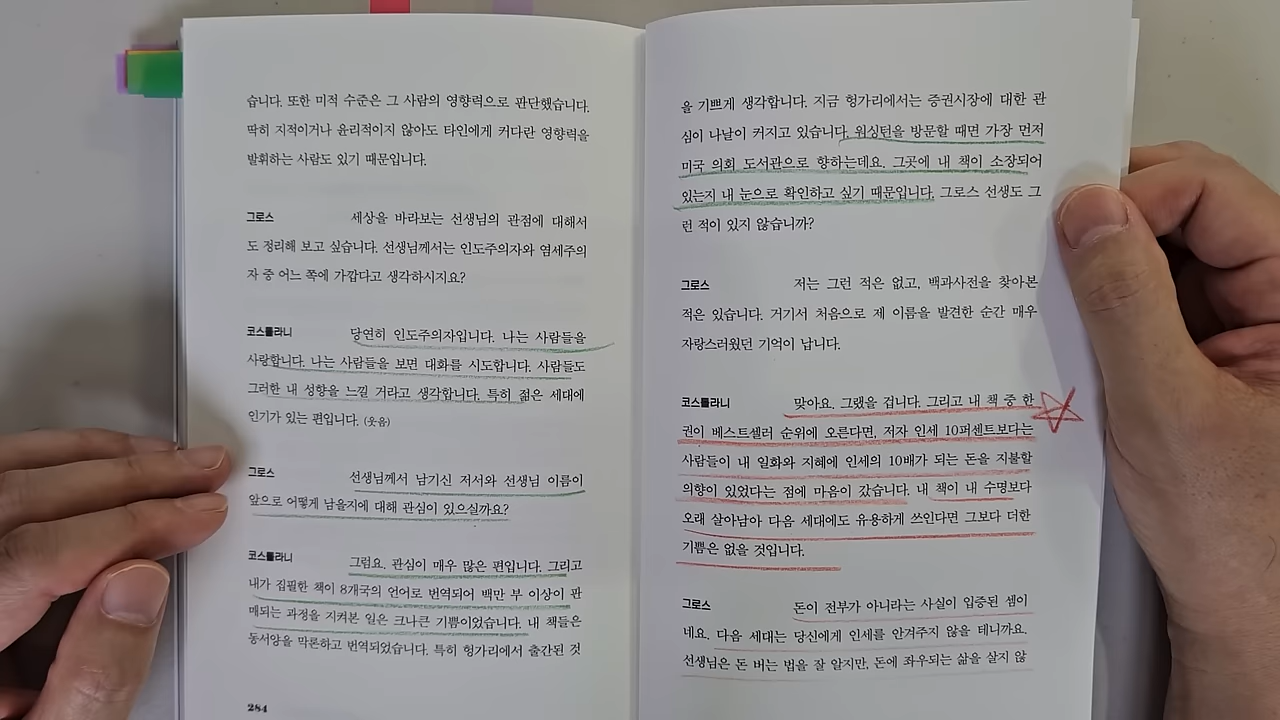 습니다. 또한 미적 수준은 그 사람의 영향력으로 판단했습니다.
딱히 지적이거나 윤리적이지 않아도 타인에게 커다란 영향력을
발휘하는 사람도 있기 때문입니다.
그로스 세상을 바라보는 선생님의 관점에 대해서
도 정리해 보고 싶습니다. 선생님께서는 인도주의자와 염세주의
자 중 어느 쪽에 가깝다고 생각하시지요?
코스톨라니 당연히 인도주의자입니다. 나는 사람들을
사랑합니다. 나는 사람들을 보면 대화를 시도합니다. 사람들도
그러한 내 성향을 느낄 거라고 생각합니다. 특히 젊은 세대에
인기가 있는 편입니다. (웃음)
그로스 선생님께서 남기신 저서와 선생님 이름이
앞으로 어떻게 남을지에 대해 관심이 있으실까요?
코스톨라니 그럼요. 관심이 매우 많은 편입니다. 그리고
내가 집필한 책이 8개국의 언어로 번역되어 백만 부 이상이 판
매되는 과정을 지켜본 일은 크나큰 기쁨이었습니다. 내 책들은
동서양을 막론하고 번역되었습니다. 특히 헝가리에서 출간된 것
284
을 기쁘게 생각합니다. 지금 헝가리에서는 증권시장에 대한 관
심이 나날이 커지고 있습니다. 워싱턴을 방문할 때면 가장 먼저
미국 의회 도서관으로 향하는데요. 그곳에 내 책이 소장되어
있는지 내 눈으로 확인하고 싶기 때문입니다. 그로스 선생도 그
런 적이 있지 않습니까?
그로스 저는 그런 적은 없고, 백과사전을 찾아본
적은 있습니다. 거기서 처음으로 제 이름을 발견한 순간 매우
자랑스러웠던 기억이 납니다.
코스톨라니 맞아요. 그랬을 겁니다. 그리고 내 책 중 한
권이 베스트셀러 순위에 오른다면, 저자 인세 10퍼센트보다는
사람들이 내 일화와 지혜에 인세의 10배가 되는 돈을 지불할
의향이 있었다는 점에 마음이 갔습니다. 내 책이 내 수명보다
오래 살아남아 다음 세대에도 유용하게 쓰인다면 그보다 더한
기쁨은 없을 것입니다.
그로스 돈이 전부가 아니라는 사실이 입증된 셈이
네요. 다음 세대는 당신에게 인세를 안겨주지 않을 테니까요.
선생님은 돈 버는 법을 잘 알지만, 돈에 좌우되는 삶을 살지 않